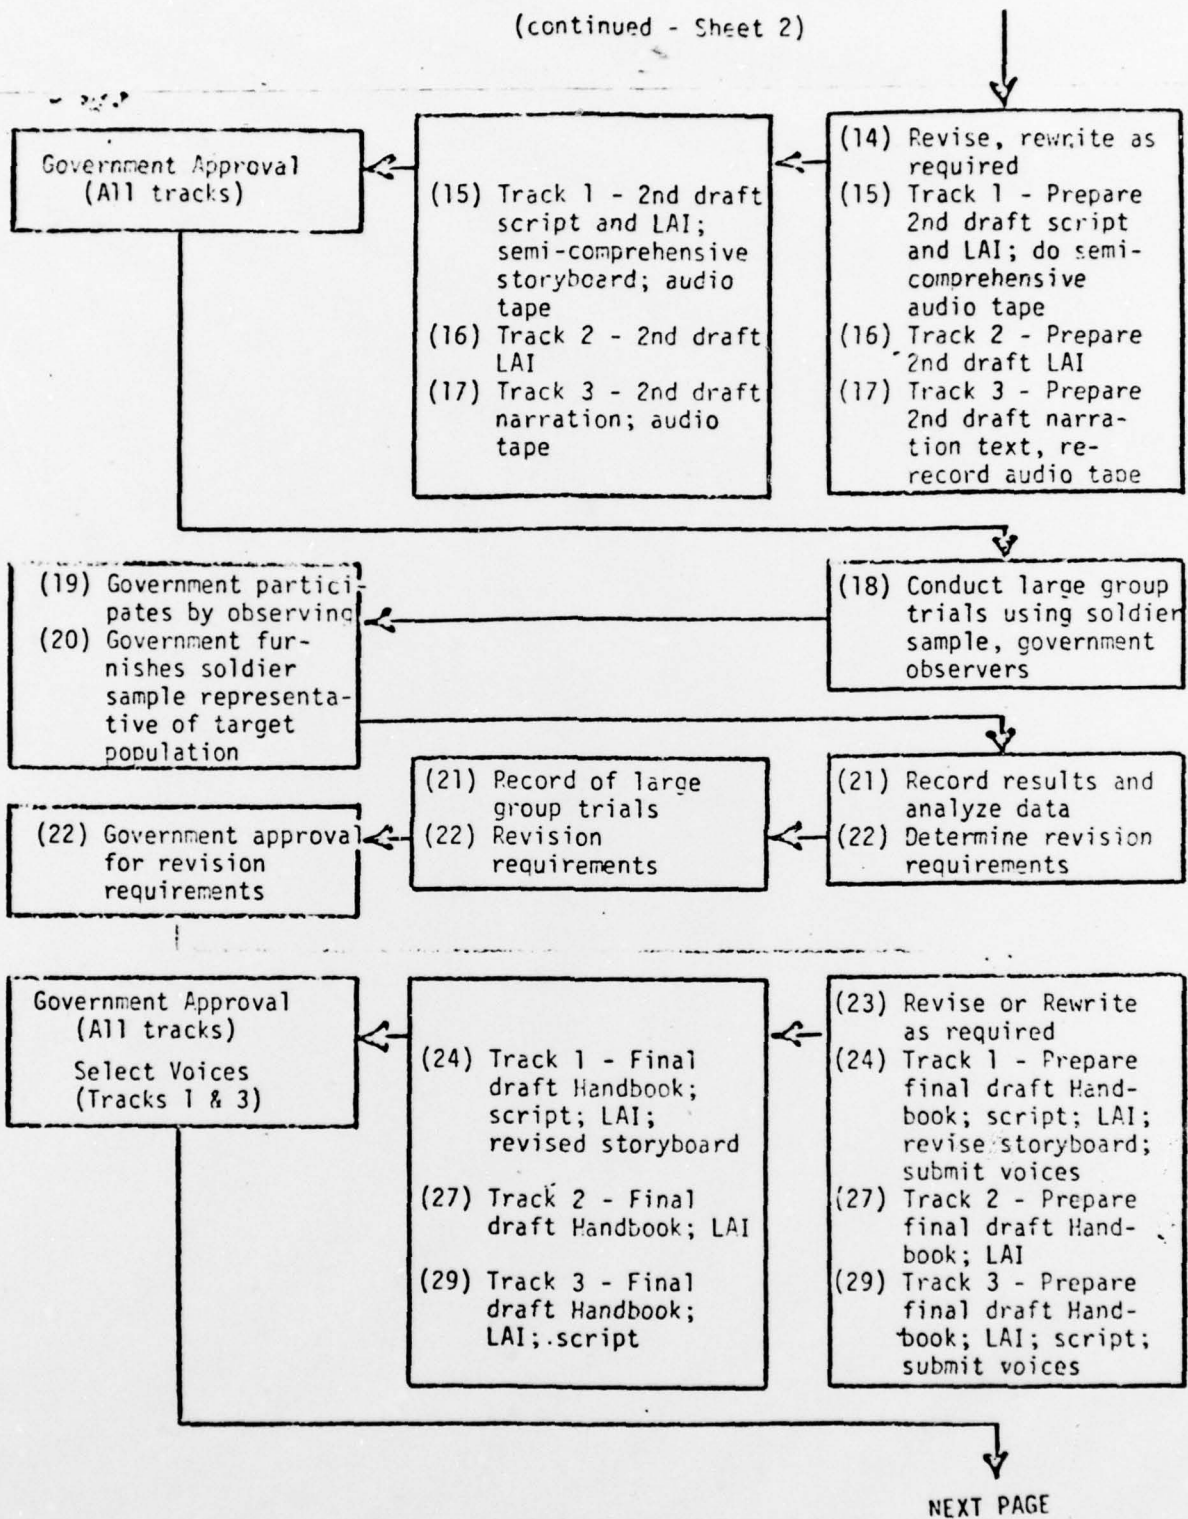 (continued - Sheet 2)
(14) Revise, rewrite as
required
(15) Track 1 - Prepare
2nd draft script
and LAI; do semi-
comprehensive
audio tape
(16) Track 2 - Prepare
2nd draft LAI
(17) Track 3 - Prepare
2nd draft narra-
tion text, re-
record audio tape
(15) Track 1 - 2nd draft
script and LAI;
semi-comprehensive
storyboard; audio
tape
(16) Track 2 - 2nd draft
LAI
(17) Track 3 - 2nd draft
narration; audio
tape
Government Approval
(All tracks)
(18) Conduct large group
trials using soldier
sample, government
observers
(19) Government partici-
pates by observing
(20) Government fur-
nishes soldier
sample representa-
tive of target
population
(21) Record results and
analyze data
(22) Determine revision
requirements
(21) Record of large
group trials
(22) Revision
requirements
(22) Government approval
for revision
requirements
(23) Revise or Rewrite
as required
(24) Track 1 - Prepare
final draft Hand-
book; script; LAI;
revise storyboard;
submit voices
(27) Track 2 - Prepare
final draft Hand-
book; LAI
(29) Track 3 - Prepare
final draft Hand-
book; LAI; script;
submit voices
(24) Track 1 - Final
draft Handbook;
script; LAI;
revised storyboard
(27) Track 2 - Final
draft Handbook; LAI
(29) Track 3 - Final
draft Handbook;
LAI; script
Government Approval
(All tracks)
Select Voices
(Tracks 1 & 3)
NEXT PAGE